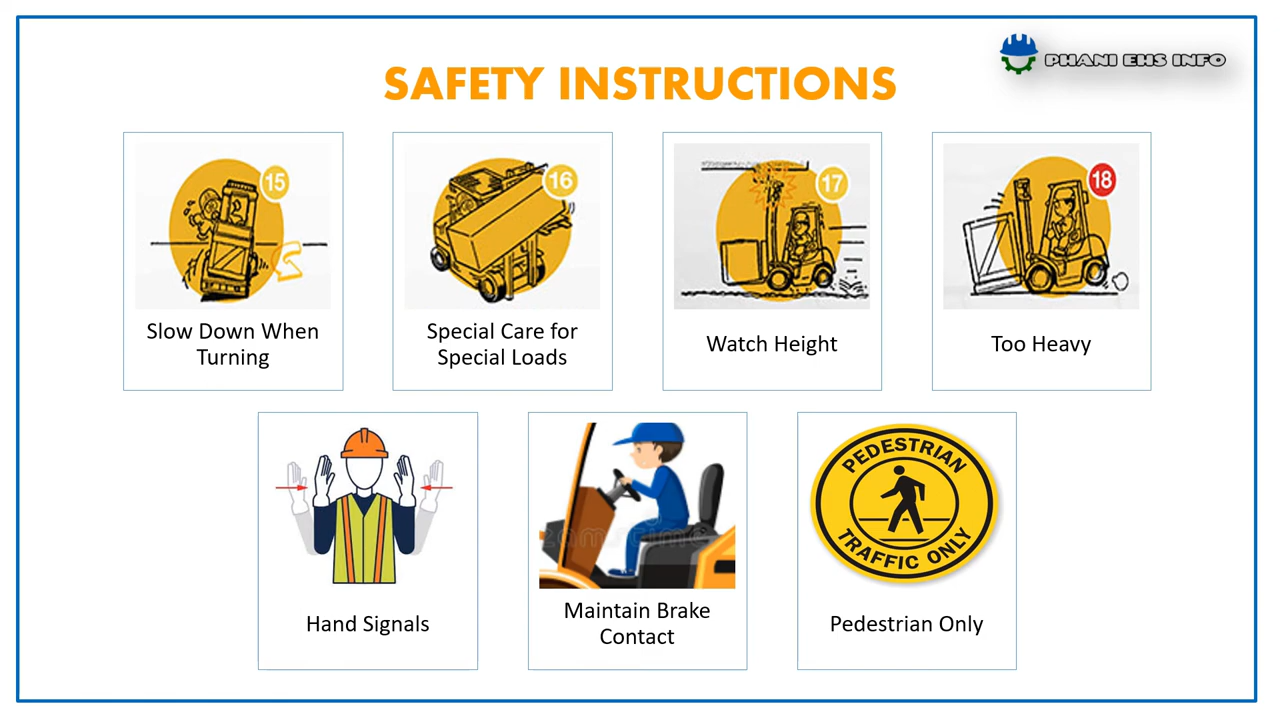 PHANI EHS INFO
SAFETY INSTRUCTIONS
15
Slow Down When
Turning
16
Special Care for
Special Loads
17
Watch Height
18
Too Heavy
Hand Signals
Maintain Brake
Contact
PEDESTRIAN
TRAFFIC ONLY
Pedestrian Only